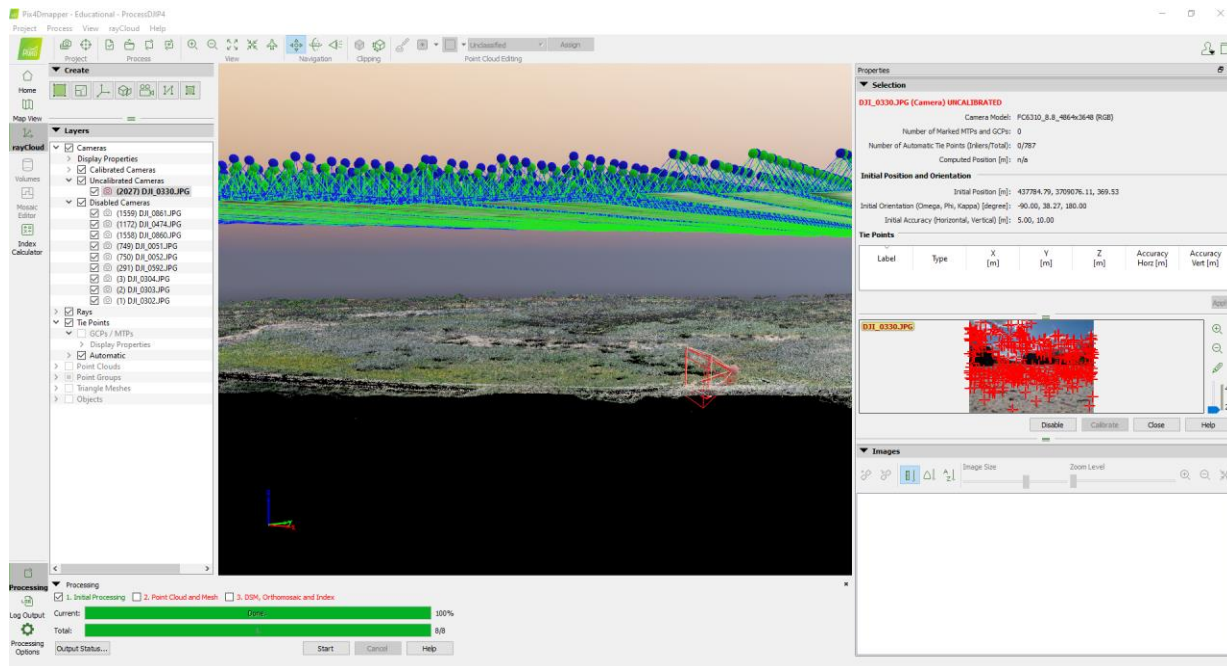 Pix4Dmapper - Educational - ProcessDJIP4
Project Process View rayCloud Help
Project Process View Navigation Clipping Point Cloud Editing
Unclassified Assign
Home
Map View
rayCloud
Volumes
Mosaic
Editor
Index
Calculator
Create
Layers
Cameras
Display Properties
Calibrated Cameras
Uncalibrated Cameras
(2027) DJI_0330.JPG
Disabled Cameras
(1559) DJI_0861.JPG
(1172) DJI_0474.JPG
(1558) DJI_0860.JPG
(749) DJI_0051.JPG
(750) DJI_0052.JPG
(291) DJI_0592.JPG
(3) DJI_0304.JPG
(2) DJI_0303.JPG
(1) DJI_0302.JPG
Rays
Tie Points
GCPs / MTPs
Display Properties
Automatic
Point Clouds
Point Groups
Triangle Meshes
Objects
Properties
Selection
DJI_0330.JPG (Camera) UNCALIBRATED
Camera Model: FC6310_8.8_4864x3648 (RGB)
Number of Marked MTPs and GCPs: 0
Number of Automatic Tie Points (Inliers/Total): 0/787
Computed Position [m]: n/a
Initial Position and Orientation
Initial Position [m]: 437784.79, 3709076.11, 369.53
Initial Orientation (Omega, Phi, Kappa) [degree]: -90.00, 38.27, 180.00
Initial Accuracy (Horizontal, Vertical) [m]: 5.00, 10.00
Tie Points
Label Type X [m] Y [m] Z [m] Accuracy Horz [m] Accuracy Vert [m]
DJI_0330.JPG
Disable Calibrate Close Help
Images
Image Size Zoom Level
Processing
Log Output
Processing
Options
Processing
1. Initial Processing 2. Point Cloud and Mesh 3. DSM, Orthomosaic and Index
Current: Done. 100%
Total: 8/8
Output Status... Start Cancel Help